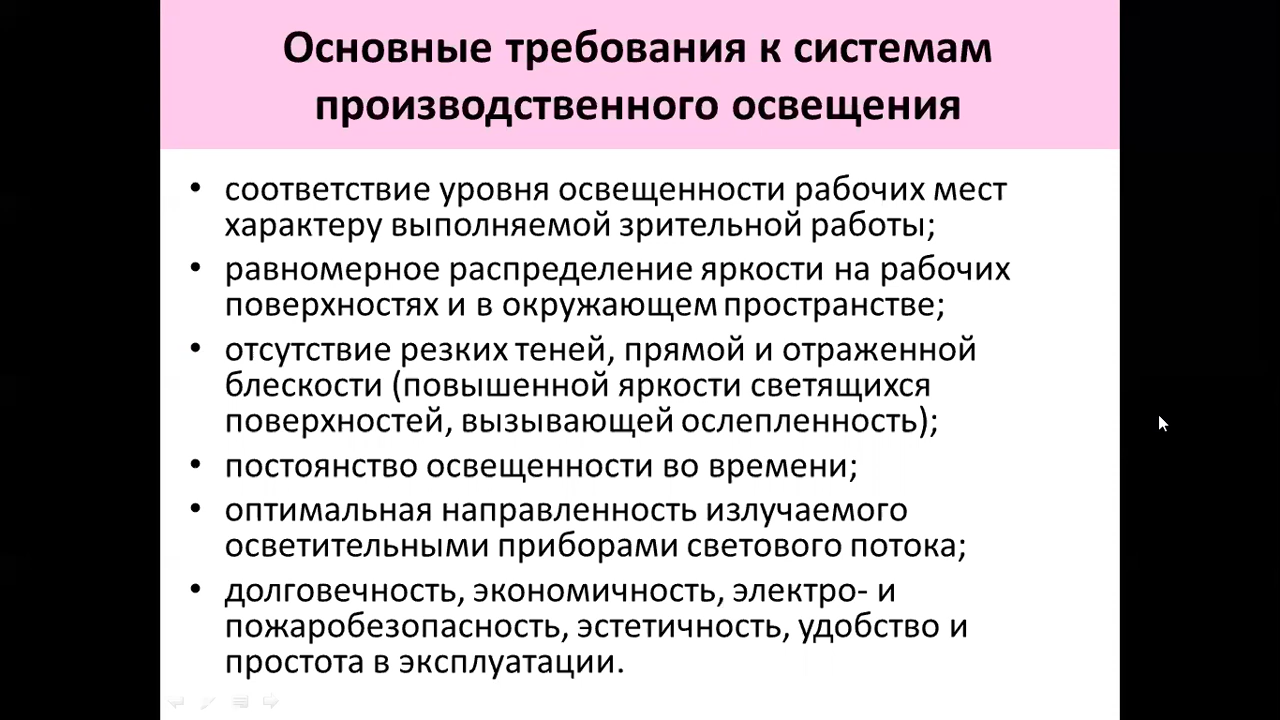 Основные требования к системам
производственного освещения
• соответствие уровня освещенности рабочих мест
характеру выполняемой зрительной работы;
• равномерное распределение яркости на рабочих
поверхностях и в окружающем пространстве;
• отсутствие резких теней, прямой и отраженной
блескости (повышенной яркости светящихся
поверхностей, вызывающей ослепленность);
• постоянство освещенности во времени;
• оптимальная направленность излучаемого
осветительными приборами светового потока;
• долговечность, экономичность, электро- и
пожаробезопасность, эстетичность, удобство и
простота в эксплуатации.